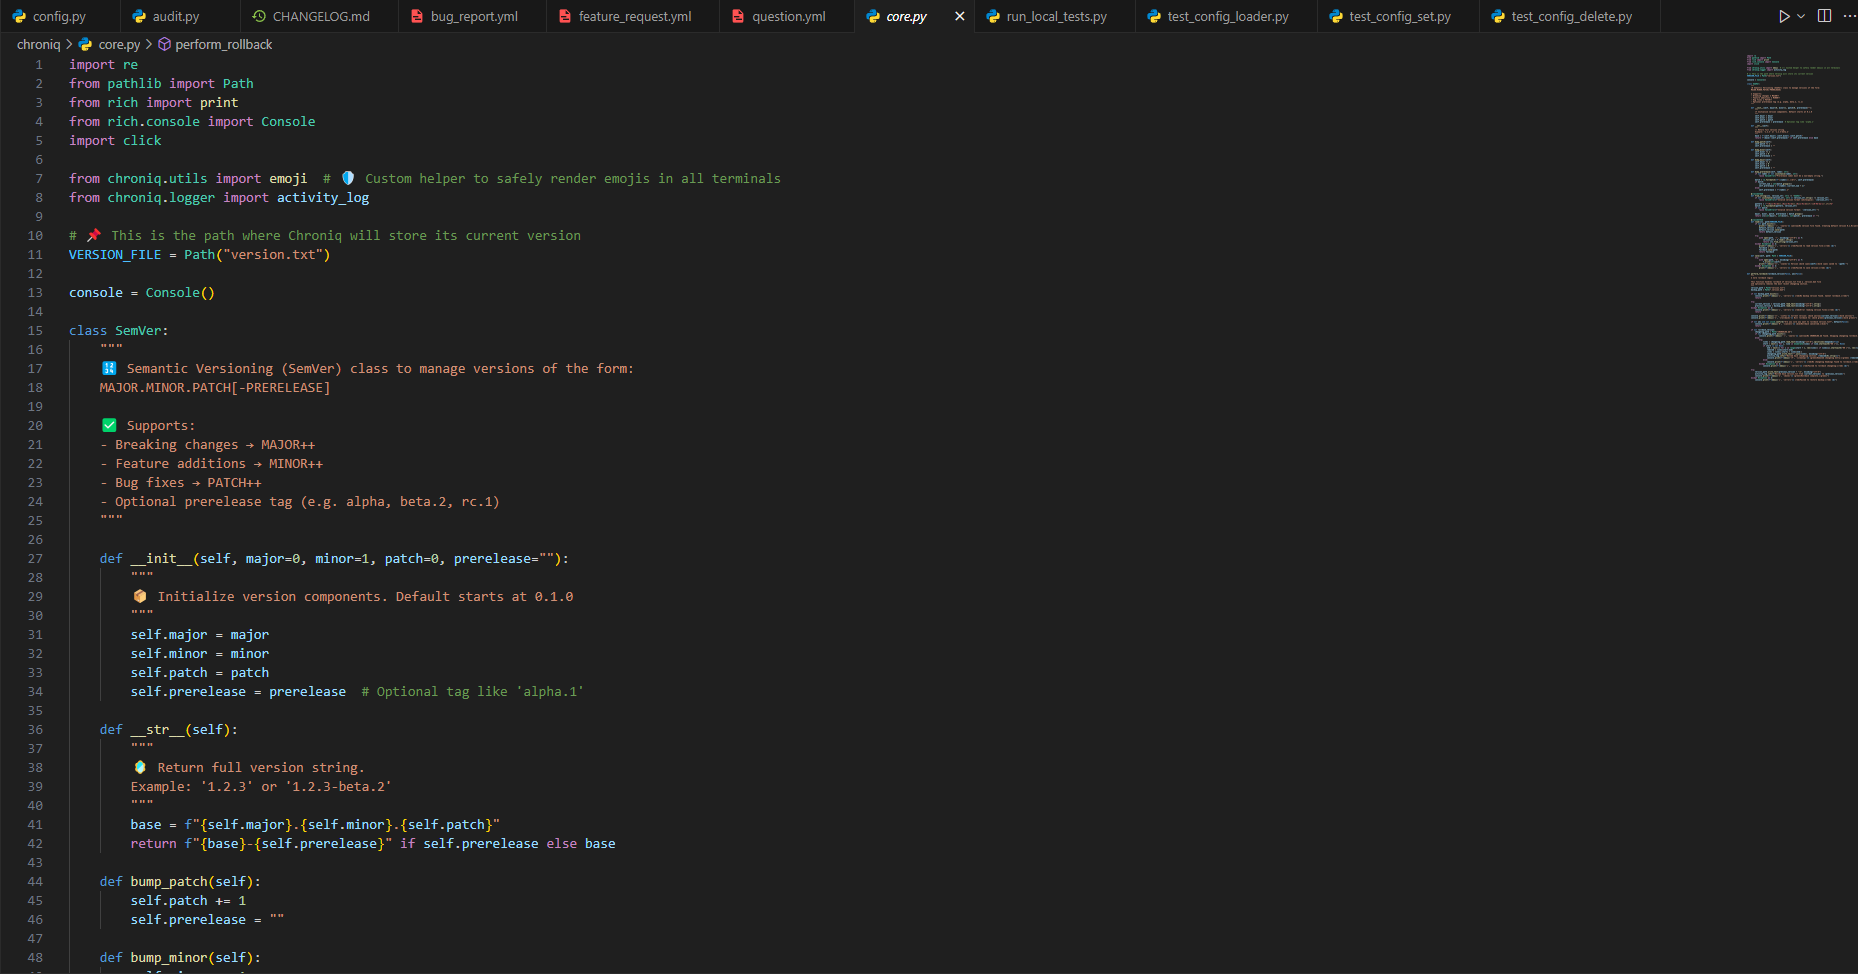 config.py audit.py CHANGELOG.md bug_report.yml feature_request.yml question.yml core.py run_local_tests.py test_config_loader.py test_config_set.py test_config_delete.py
chroniq > core.py > perform_rollback
1 import re
2 from pathlib import Path
3 from rich import print
4 from rich.console import Console
5 import click
6
7 from chroniq.utils import emoji  # 🛡️ Custom helper to safely render emojis in all terminals
8 from chroniq.logger import activity_log
9
10 # 📌 This is the path where Chroniq will store its current version
11 VERSION_FILE = Path("version.txt")
12
13 console = Console()
14
15 class SemVer:
16     """
17     🔢 Semantic Versioning (SemVer) class to manage versions of the form:
18     MAJOR.MINOR.PATCH[-PRERELEASE]
19
20     ✅ Supports:
21     - Breaking changes → MAJOR++
22     - Feature additions → MINOR++
23     - Bug fixes → PATCH++
24     - Optional prerelease tag (e.g. alpha, beta.2, rc.1)
25     """
26
27     def __init__(self, major=0, minor=1, patch=0, prerelease=""):
28         """
29         📦 Initialize version components. Default starts at 0.1.0
30         """
31         self.major = major
32         self.minor = minor
33         self.patch = patch
34         self.prerelease = prerelease  # Optional tag like 'alpha.1'
35
36     def __str__(self):
37         """
38         Return full version string.
39         Example: '1.2.3' or '1.2.3-beta.2'
40         """
41         base = f"{self.major}.{self.minor}.{self.patch}"
42         return f"{base}-{self.prerelease}" if self.prerelease else base
43
44     def bump_patch(self):
45         self.patch += 1
46         self.prerelease = ""
47
48     def bump_minor(self):